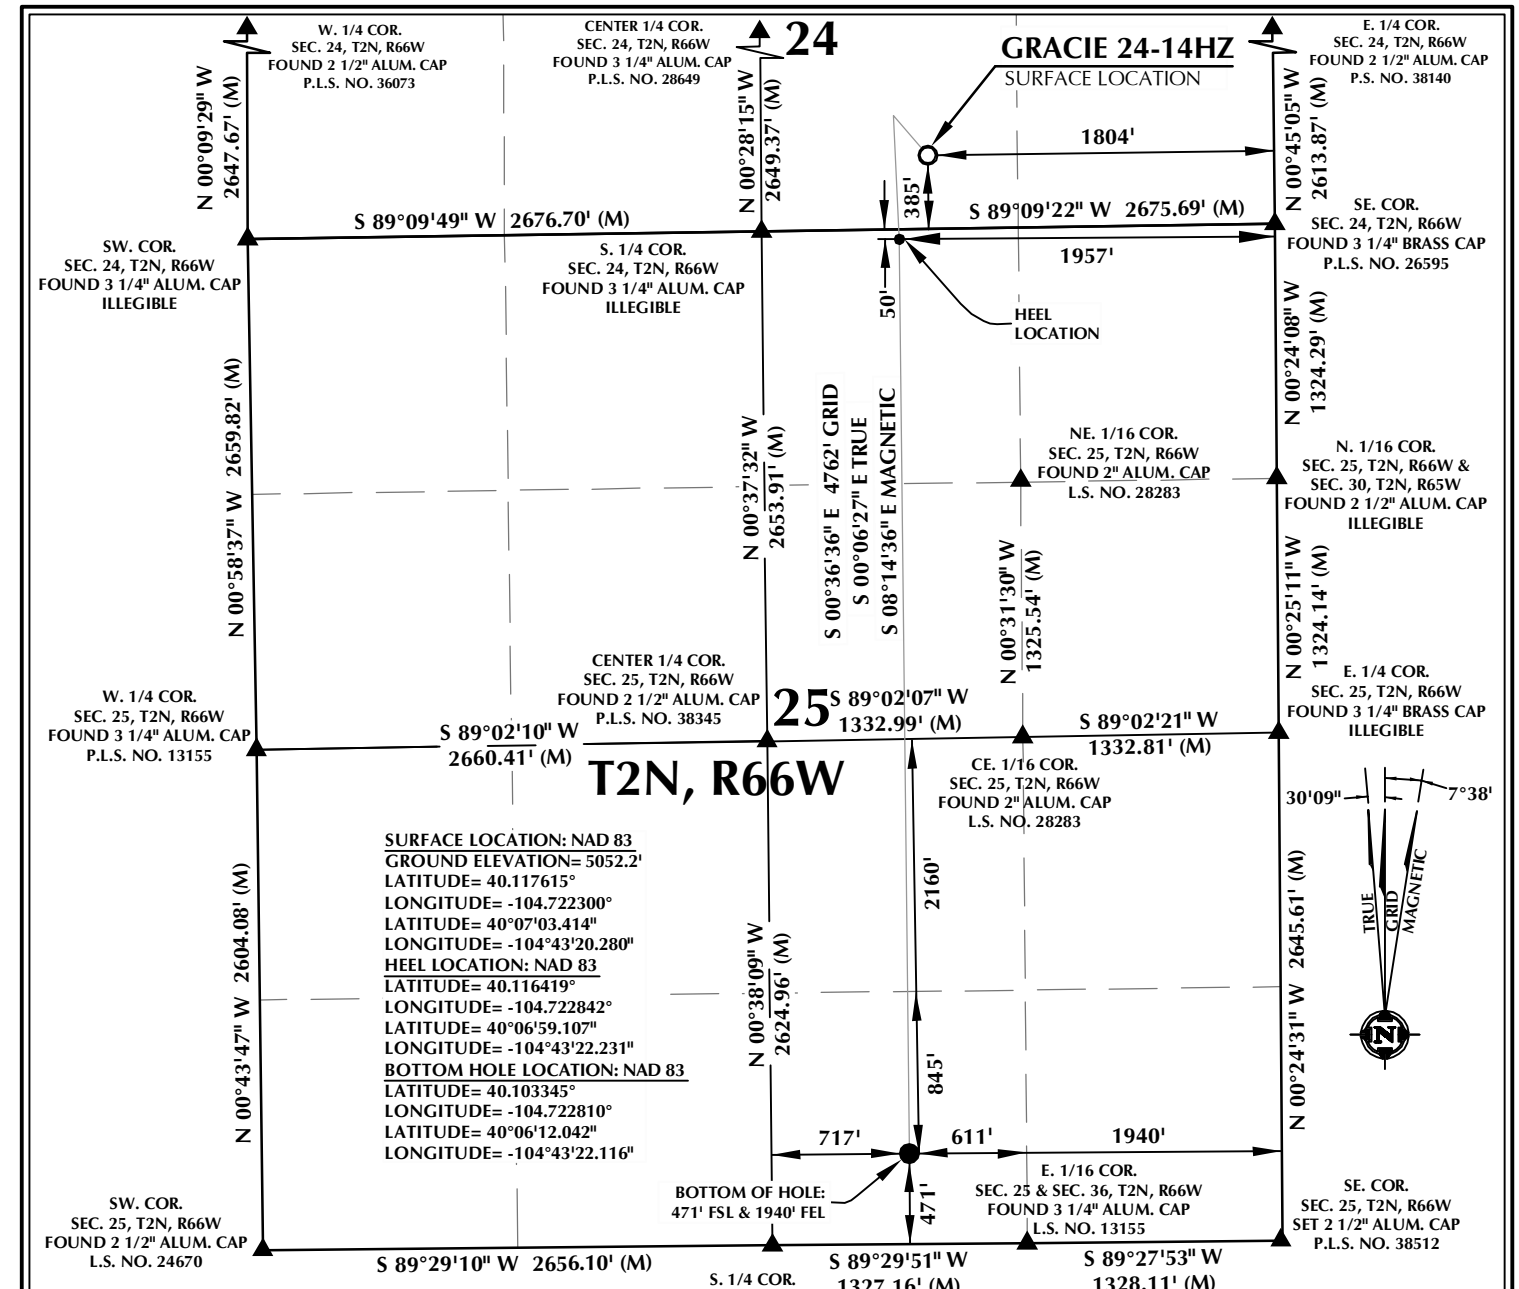 W. 1/4 COR.
SEC. 24, T2N, R66W
FOUND 2 1/2" ALUM. CAP
P.L.S. NO. 36073
CENTER 1/4 COR.
SEC. 24, T2N, R66W
FOUND 3 1/4" ALUM. CAP
P.L.S. NO. 28649
24
GRACIE 24-14HZ
SURFACE LOCATION
E. 1/4 COR.
SEC. 24, T2N, R66W
FOUND 2 1/2" ALUM. CAP
P.S. NO. 38140
N 00°09'29" W
2647.67' (M)
N 00°28'15" W
2649.37' (M)
N 00°45'05" W
2613.87' (M)
1804'
385'
S 89°09'49" W 2676.70' (M)
S 89°09'22" W 2675.69' (M)
SW. COR.
SEC. 24, T2N, R66W
FOUND 3 1/4" ALUM. CAP
ILLEGIBLE
S. 1/4 COR.
SEC. 24, T2N, R66W
FOUND 3 1/4" ALUM. CAP
ILLEGIBLE
SE. COR.
SEC. 24, T2N, R66W
FOUND 3 1/4" BRASS CAP
P.L.S. NO. 26595
1957'
50'
HEEL
LOCATION
N 00°24'08" W
1324.29' (M)
N 00°58'37" W 2659.82' (M)
N 00°37'32" W
2653.91' (M)
S 00°36'36" E 4762' GRID
S 00°06'27" E TRUE
S 08°14'36" E MAGNETIC
NE. 1/16 COR.
SEC. 25, T2N, R66W
FOUND 2" ALUM. CAP
L.S. NO. 28283
N. 1/16 COR.
SEC. 25, T2N, R66W &
SEC. 30, T2N, R65W
FOUND 2 1/2" ALUM. CAP
ILLEGIBLE
N 00°31'30" W
1325.54' (M)
N 00°25'11" W
1324.14' (M)
W. 1/4 COR.
SEC. 25, T2N, R66W
FOUND 3 1/4" ALUM. CAP
P.L.S. NO. 13155
CENTER 1/4 COR.
SEC. 25, T2N, R66W
FOUND 2 1/2" ALUM. CAP
P.L.S. NO. 38345
25
E. 1/4 COR.
SEC. 25, T2N, R66W
FOUND 3 1/4" BRASS CAP
ILLEGIBLE
S 89°02'10" W
2660.41' (M)
S 89°02'07" W
1332.99' (M)
S 89°02'21" W
1332.81' (M)
T2N, R66W
CE. 1/16 COR.
SEC. 25, T2N, R66W
FOUND 2" ALUM. CAP
L.S. NO. 28283
30'09"
7°38'
TRUE
GRID
MAGNETIC
N
SURFACE LOCATION: NAD 83
GROUND ELEVATION= 5052.2'
LATITUDE= 40.117615°
LONGITUDE= -104.722300°
LATITUDE= 40°07'03.414"
LONGITUDE= -104°43'20.280"
HEEL LOCATION: NAD 83
LATITUDE= 40.116419°
LONGITUDE= -104.722842°
LATITUDE= 40°06'59.107"
LONGITUDE= -104°43'22.231"
BOTTOM HOLE LOCATION: NAD 83
LATITUDE= 40.103345°
LONGITUDE= -104.722810°
LATITUDE= 40°06'12.042"
LONGITUDE= -104°43'22.116"
N 00°43'47" W 2604.08' (M)
N 00°38'09" W
2624.96' (M)
2160'
845'
N 00°24'31" W 2645.61' (M)
717'
611'
1940'
471'
BOTTOM OF HOLE:
471' FSL & 1940' FEL
E. 1/16 COR.
SEC. 25 & SEC. 36, T2N, R66W
FOUND 3 1/4" ALUM. CAP
L.S. NO. 13155
SW. COR.
SEC. 25, T2N, R66W
FOUND 2 1/2" ALUM. CAP
L.S. NO. 24670
SE. COR.
SEC. 25, T2N, R66W
SET 2 1/2" ALUM. CAP
P.L.S. NO. 38512
S 89°29'10" W 2656.10' (M)
S 89°29'51" W
1327.16' (M)
S 89°27'53" W
1328.11' (M)
S. 1/4 COR.